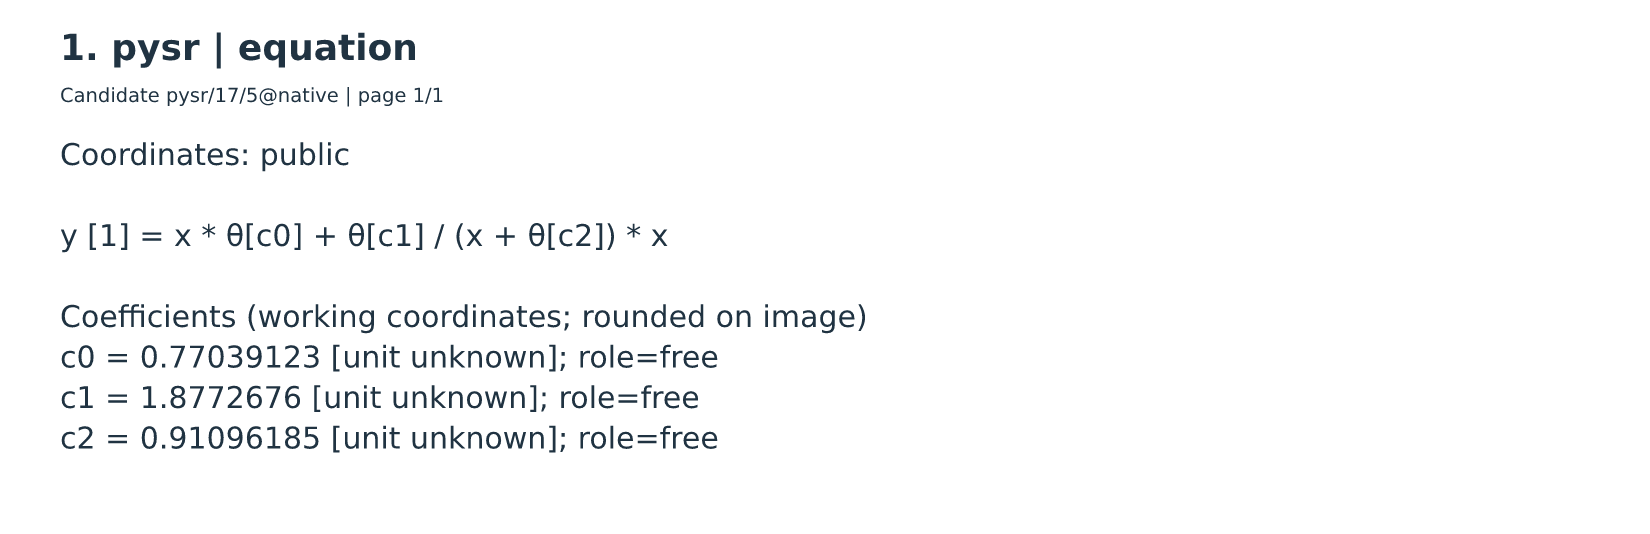 1. pysr | equation
Candidate pysr/17/5@native | page 1/1
Coordinates: public
y [1] = x * θ[c0] + θ[c1] / (x + θ[c2]) * x
Coefficients (working coordinates; rounded on image)
c0 = 0.77039123 [unit unknown]; role=free
c1 = 1.8772676 [unit unknown]; role=free
c2 = 0.91096185 [unit unknown]; role=free